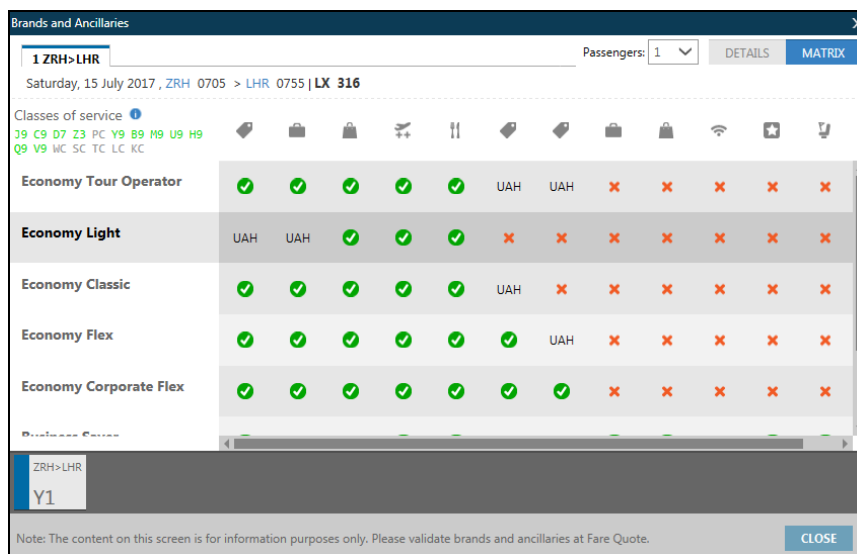 Brands and Ancillaries
1 ZRH>LHR
Passengers: 1
DETAILS
MATRIX
Saturday, 15 July 2017 , ZRH 0705 > LHR 0755 | LX 316
Classes of service
J9 C9 D7 Z3 PC Y9 B9 M9 U9 H9
Q9 V9 WC SC TC LC KC
Economy Tour Operator UAH UAH
Economy Light UAH UAH
Economy Classic UAH
Economy Flex UAH
Economy Corporate Flex
Business Saver
ZRH>LHR
Y1
Note: The content on this screen is for information purposes only. Please validate brands and ancillaries at Fare Quote.
CLOSE